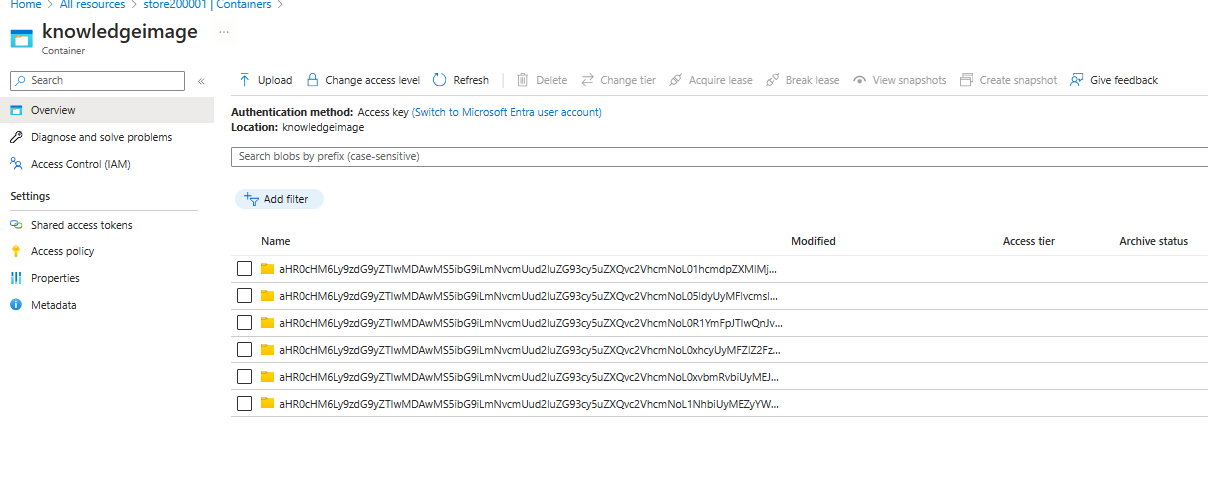 Home > All resources > store200001 | Containers >
knowledgeimage ...
Container
Search «
Overview
Diagnose and solve problems
Access Control (IAM)
Settings
Shared access tokens
Access policy
Properties
Metadata
Upload Change access level Refresh Delete Change tier Acquire lease Break lease View snapshots Create snapshot Give feedback
Authentication method: Access key (Switch to Microsoft Entra user account)
Location: knowledgeimage
Search blobs by prefix (case-sensitive)
Add filter
Name Modified Access tier Archive status
aHR0cHM6Ly9zdG9yZTIwMDAwMS5ibG9iLmNvcmUud2luZG93cy5uZXQvc2VhcmNoL01hcmdpZXMlMj...
aHR0cHM6Ly9zdG9yZTIwMDAwMS5ibG9iLmNvcmUud2luZG93cy5uZXQvc2VhcmNoL05ldyUyMFlvcmsl...
aHR0cHM6Ly9zdG9yZTIwMDAwMS5ibG9iLmNvcmUud2luZG93cy5uZXQvc2VhcmNoL0R1YmFpJTIwQnJv...
aHR0cHM6Ly9zdG9yZTIwMDAwMS5ibG9iLmNvcmUud2luZG93cy5uZXQvc2VhcmNoL0xhcyUyMFZlZ2Fz...
aHR0cHM6Ly9zdG9yZTIwMDAwMS5ibG9iLmNvcmUud2luZG93cy5uZXQvc2VhcmNoL0xvbmRvbiUyMEJ...
aHR0cHM6Ly9zdG9yZTIwMDAwMS5ibG9iLmNvcmUud2luZG93cy5uZXQvc2VhcmNoL1NhbiUyMEZyYW...